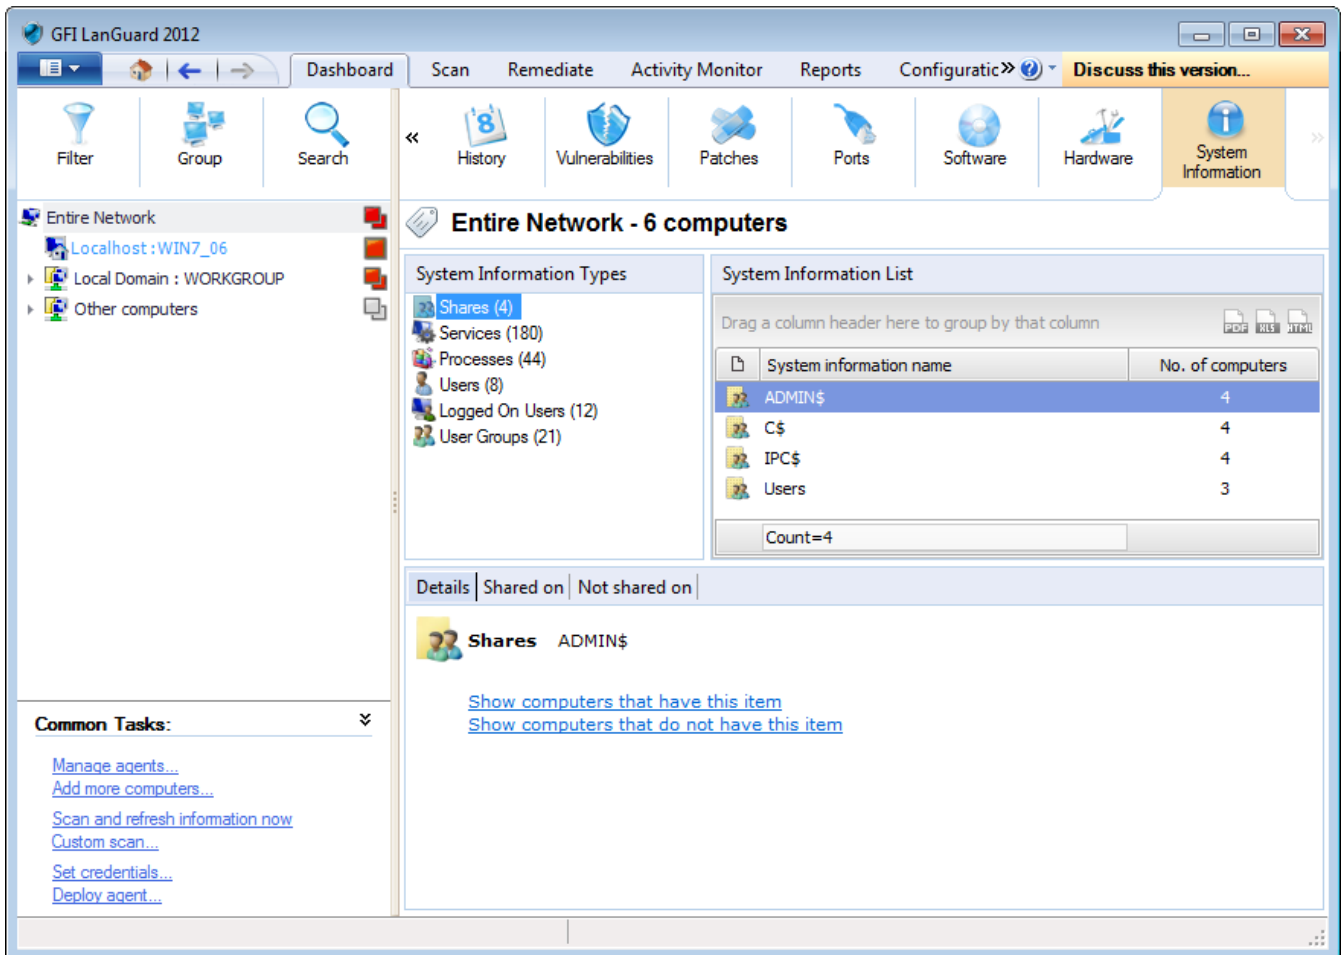 GFI LanGuard 2012
Dashboard Scan Remediate Activity Monitor Reports Configuratic» Discuss this version...
Filter Group Search « History Vulnerabilities Patches Ports Software Hardware System Information »
Entire Network
Localhost : WIN7_06
Local Domain : WORKGROUP
Other computers
Entire Network - 6 computers
System Information Types
Shares (4)
Services (180)
Processes (44)
Users (8)
Logged On Users (12)
User Groups (21)
System Information List
Drag a column header here to group by that column PDF XLS HTML
System information name No. of computers
ADMIN$ 4
C$ 4
IPC$ 4
Users 3
Count=4
Details Shared on Not shared on
Shares ADMIN$
Show computers that have this item
Show computers that do not have this item
Common Tasks:
Manage agents...
Add more computers...
Scan and refresh information now
Custom scan...
Set credentials...
Deploy agent...